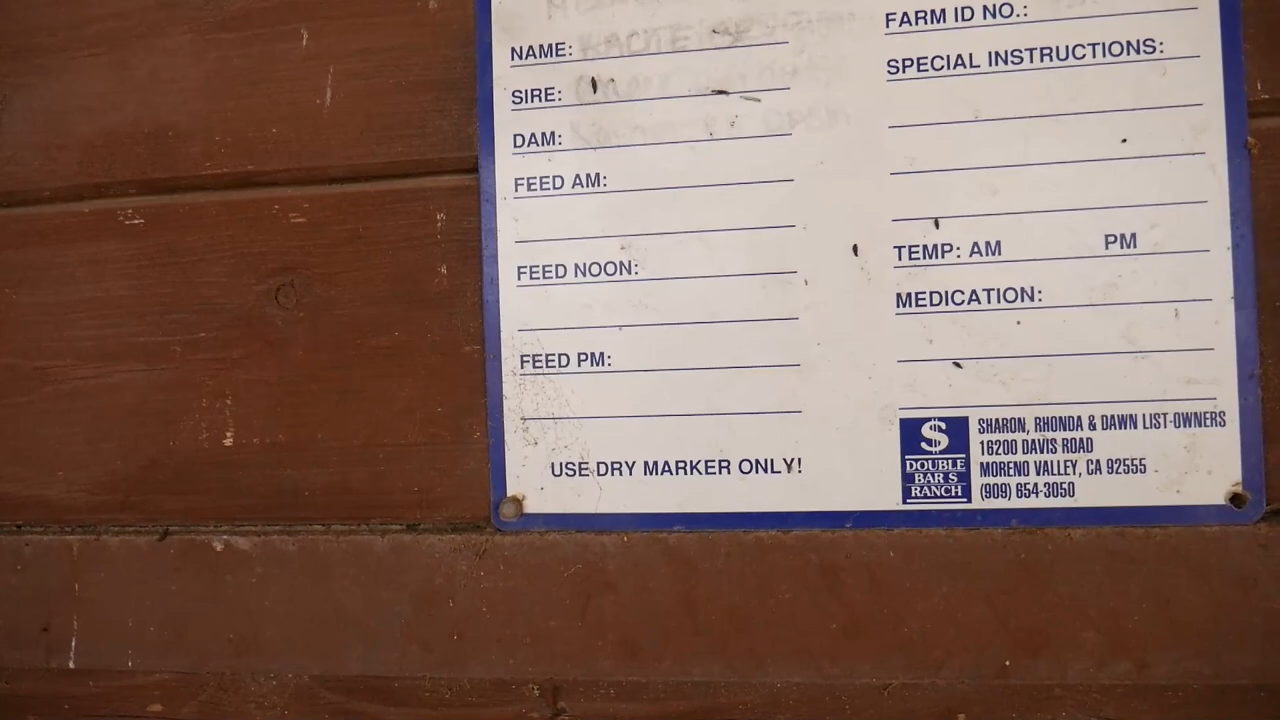 NAME:
SIRE:
DAM:
FEED AM:
FEED NOON:
FEED PM:
USE DRY MARKER ONLY!
FARM ID NO.:
SPECIAL INSTRUCTIONS:
TEMP: AM PM
MEDICATION:
$
DOUBLE
BAR S
RANCH
SHARON, RHONDA & DAWN LIST-OWNERS
16200 DAVIS ROAD
MORENO VALLEY, CA 92555
(909) 654-3050